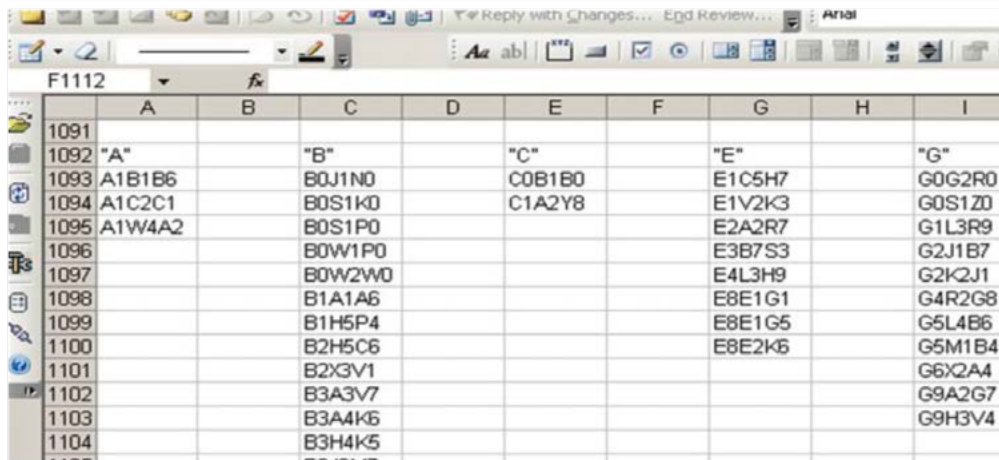 Reply with Changes... End Review... Arial
Aa ab|
F1112 fx
A B C D E F G H I
1091
1092 "A" "B" "C" "E" "G"
1093 A1B1B6 B0J1N0 C0B1B0 E1C5H7 G0G2R0
1094 A1C2C1 B0S1K0 C1A2Y8 E1V2K3 G0S1Z0
1095 A1W4A2 B0S1P0 E2A2R7 G1L3R9
1096 B0W1P0 E3B7S3 G2J1B7
1097 B0W2W0 E4L3H9 G2K2J1
1098 B1A1A6 E8E1G1 G4R2G8
1099 B1H5P4 E8E1G5 G5L4B6
1100 B2H5C6 E8E2K6 G5M1B4
1101 B2X3V1 G6X2A4
1102 B3A3V7 G9A2G7
1103 B3A4K6 G9H3V4
1104 B3H4K5